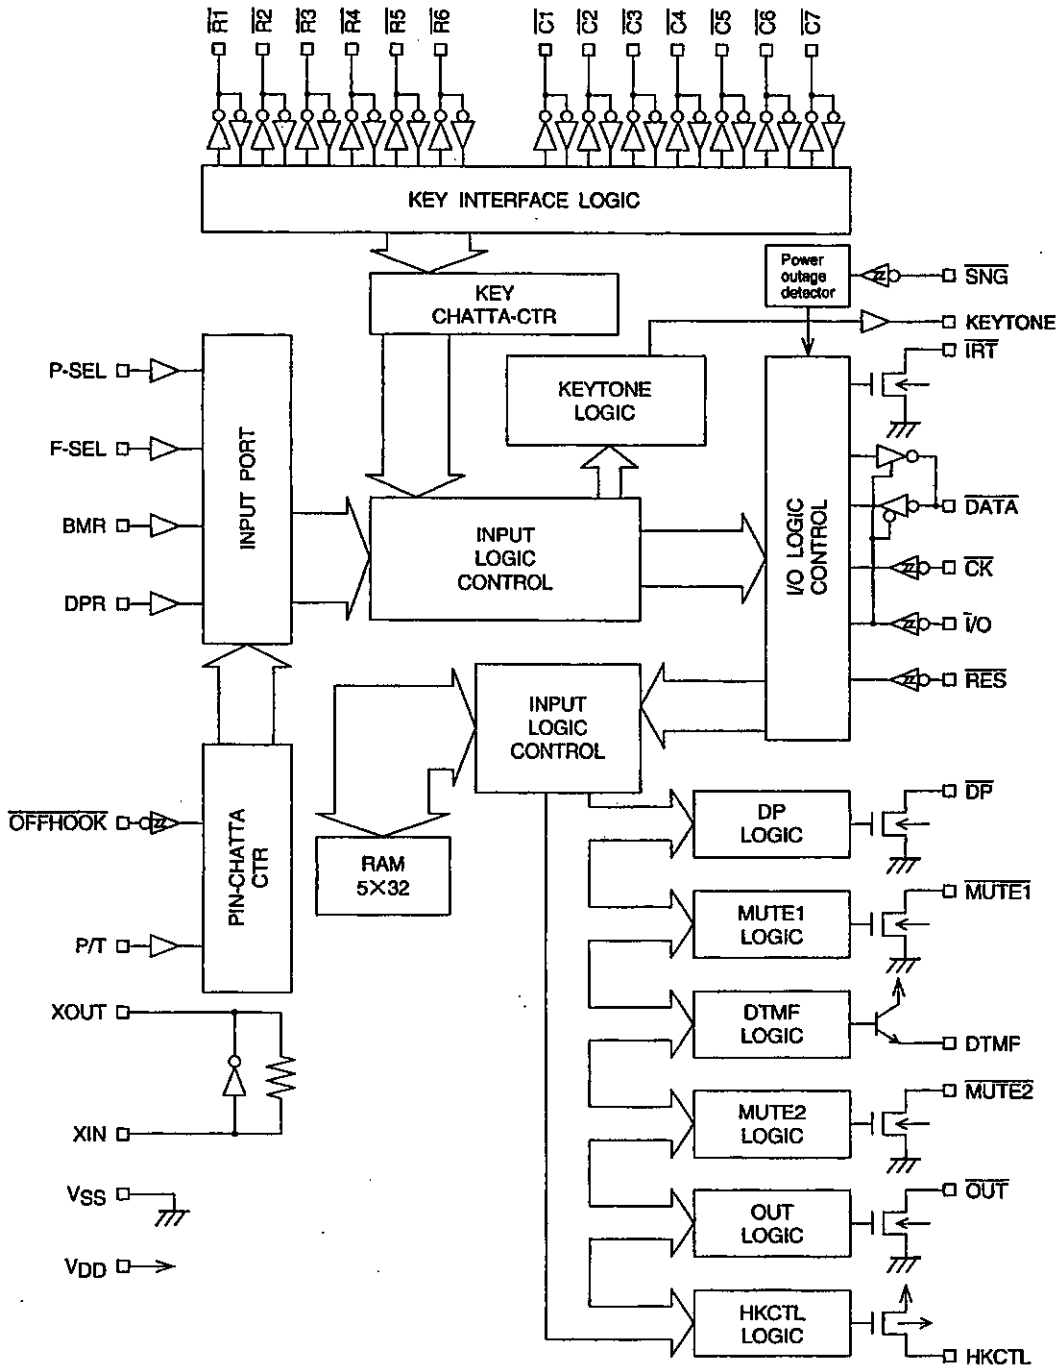 R1 R2 R3 R4 R5 R6 C1 C2 C3 C4 C5 C6 C7
KEY INTERFACE LOGIC
Power
outage
detector
SNG
KEY
CHATTA-CTR
KEYTONE
IRT
P-SEL
KEYTONE
LOGIC
F-SEL
INPUT PORT
I/O LOGIC
CONTROL
DATA
BMR
INPUT
LOGIC
CONTROL
CK
DPR
I/O
RES
INPUT
LOGIC
CONTROL
OFFHOOK
PIN-CHATTA
CTR
DP
LOGIC
DP
RAM
5×32
MUTE1
LOGIC
MUTE1
P/T
XOUT
DTMF
LOGIC
DTMF
MUTE2
LOGIC
MUTE2
XIN
VSS
OUT
LOGIC
OUT
VDD
HKCTL
LOGIC
HKCTL